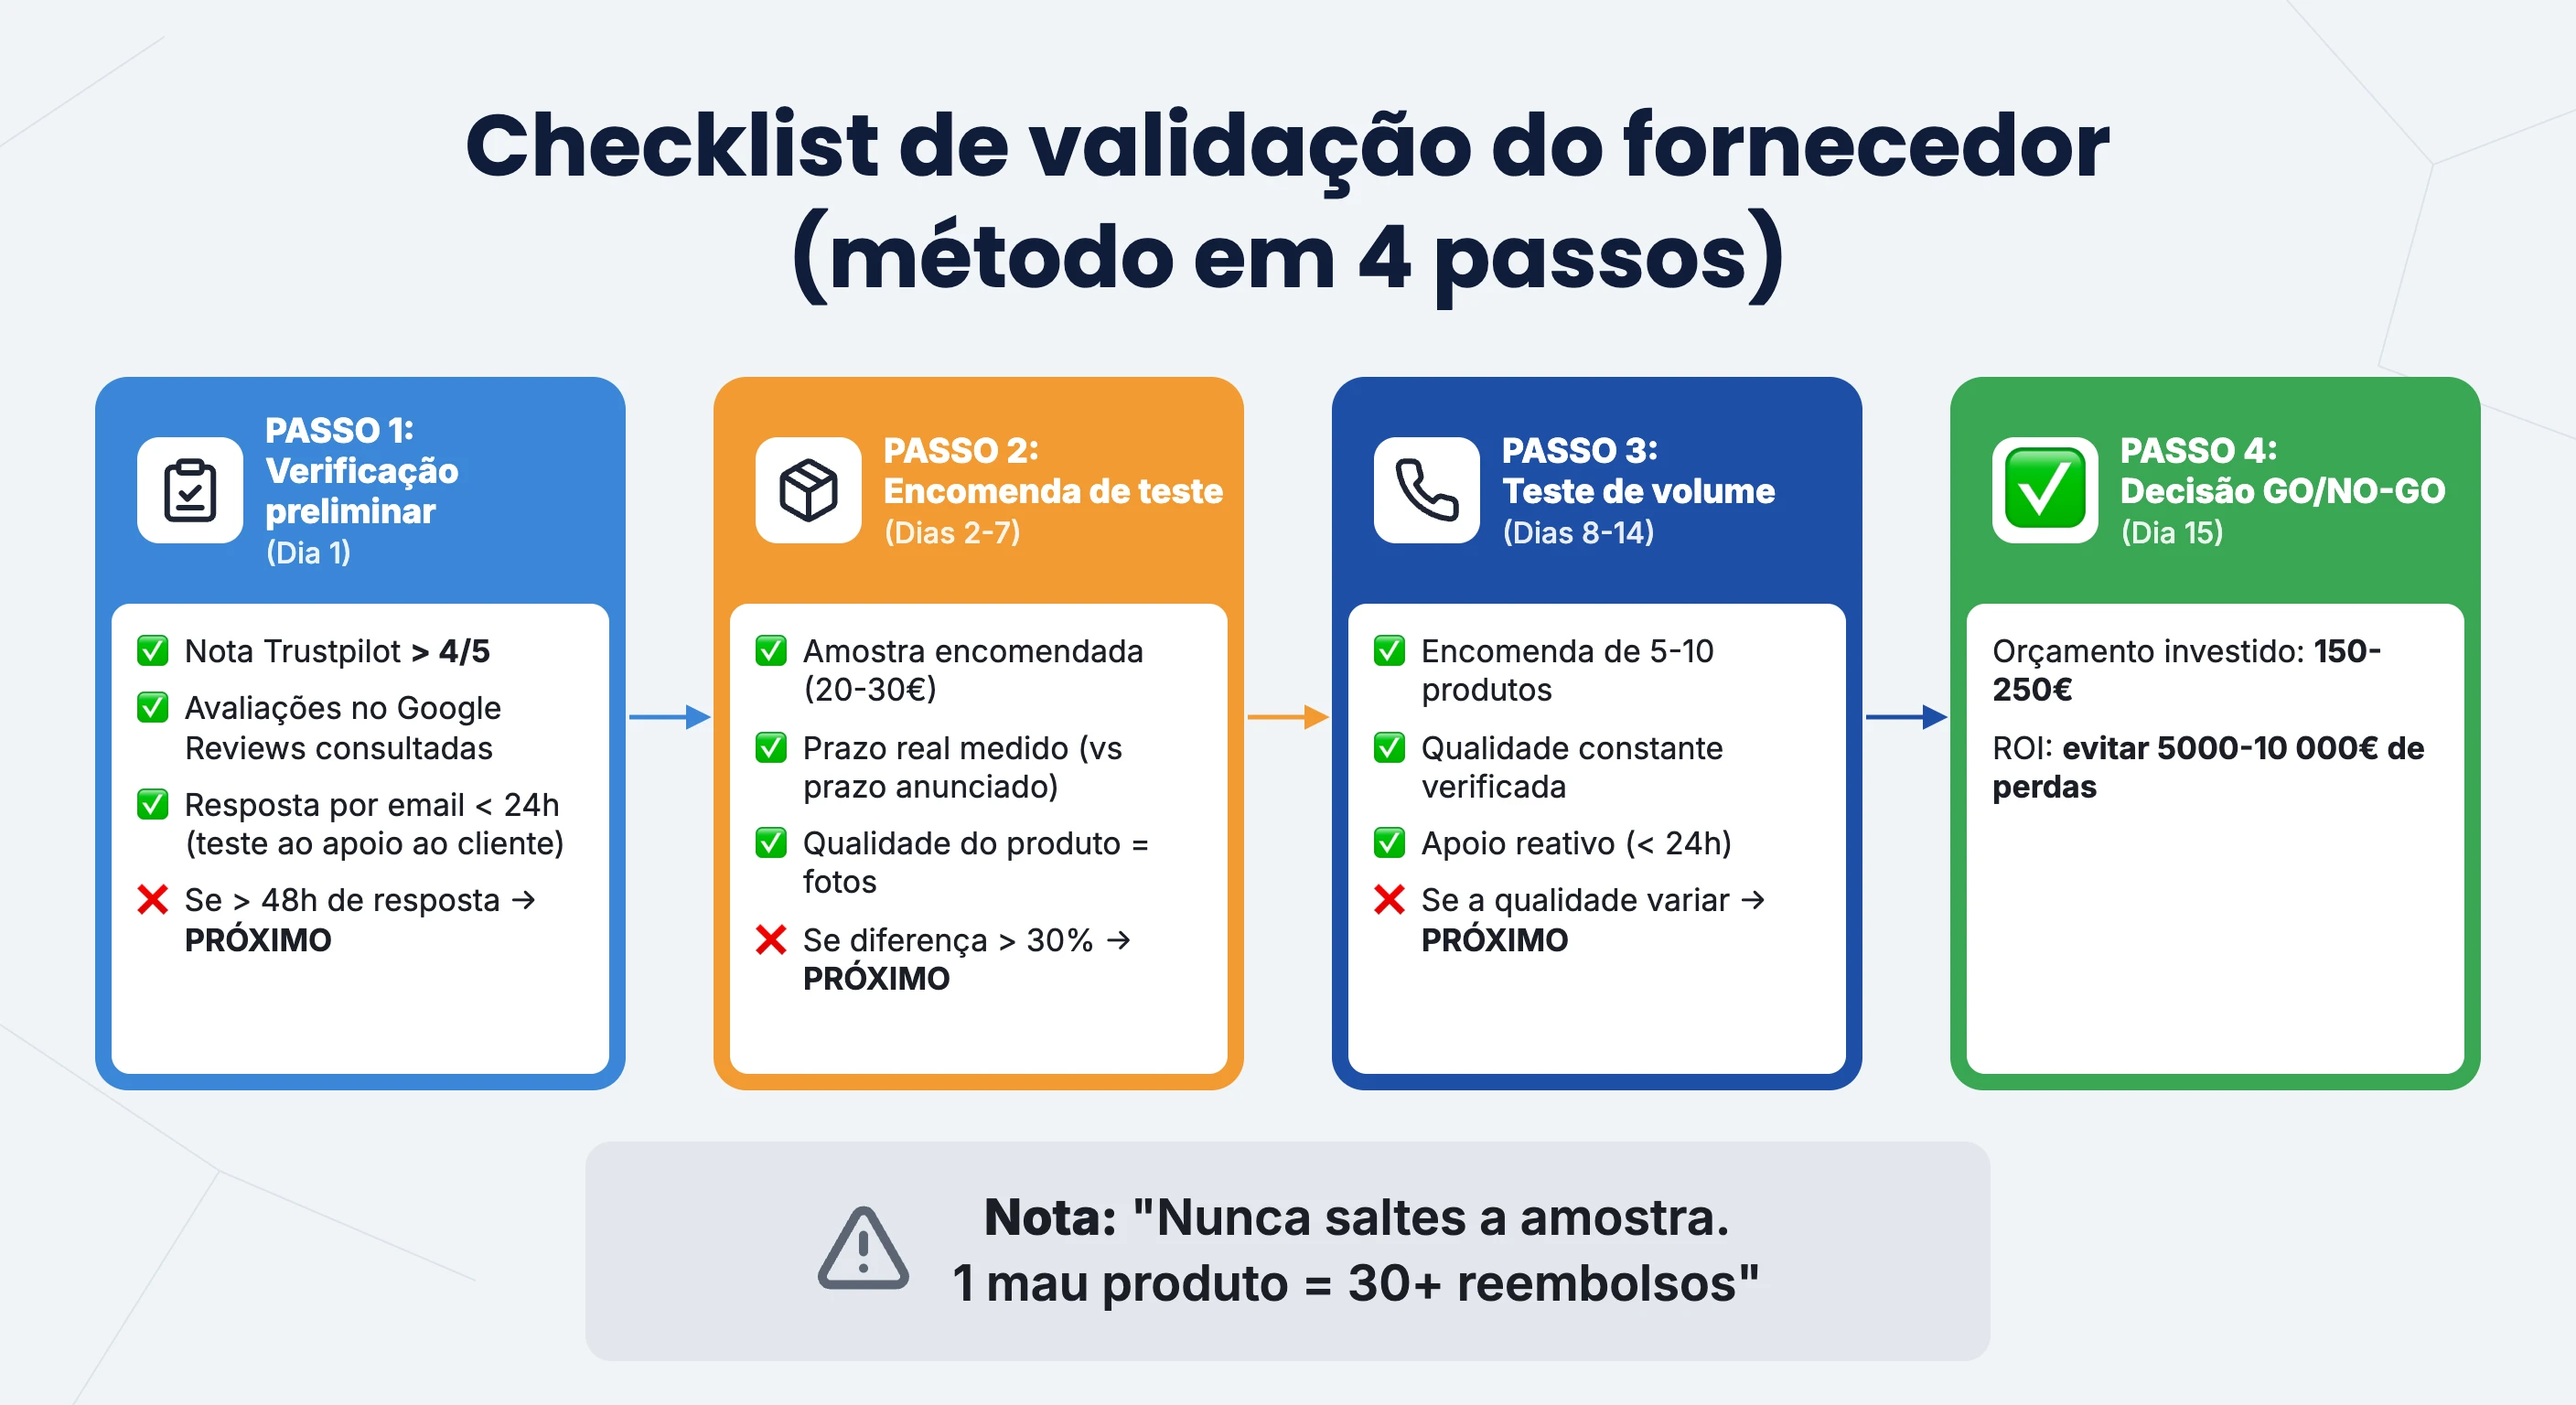 Checklist de validação do fornecedor
(método em 4 passos)
PASSO 1:
Verificação
preliminar
(Dia 1)
✅ Nota Trustpilot > 4/5
✅ Avaliações no Google
Reviews consultadas
✅ Resposta por email < 24h
(teste ao apoio ao cliente)
❌ Se > 48h de resposta →
PRÓXIMO
PASSO 2:
Encomenda de teste
(Dias 2-7)
✅ Amostra encomendada
(20-30€)
✅ Prazo real medido (vs
prazo anunciado)
✅ Qualidade do produto =
fotos
❌ Se diferença > 30% →
PRÓXIMO
PASSO 3:
Teste de volume
(Dias 8-14)
✅ Encomenda de 5-10
produtos
✅ Qualidade constante
verificada
✅ Apoio reativo (< 24h)
❌ Se a qualidade variar →
PRÓXIMO
PASSO 4:
Decisão GO/NO-GO
(Dia 15)
Orçamento investido: 150-
250€
ROI: evitar 5000-10 000€ de
perdas
Nota: "Nunca saltes a amostra.
1 mau produto = 30+ reembolsos"